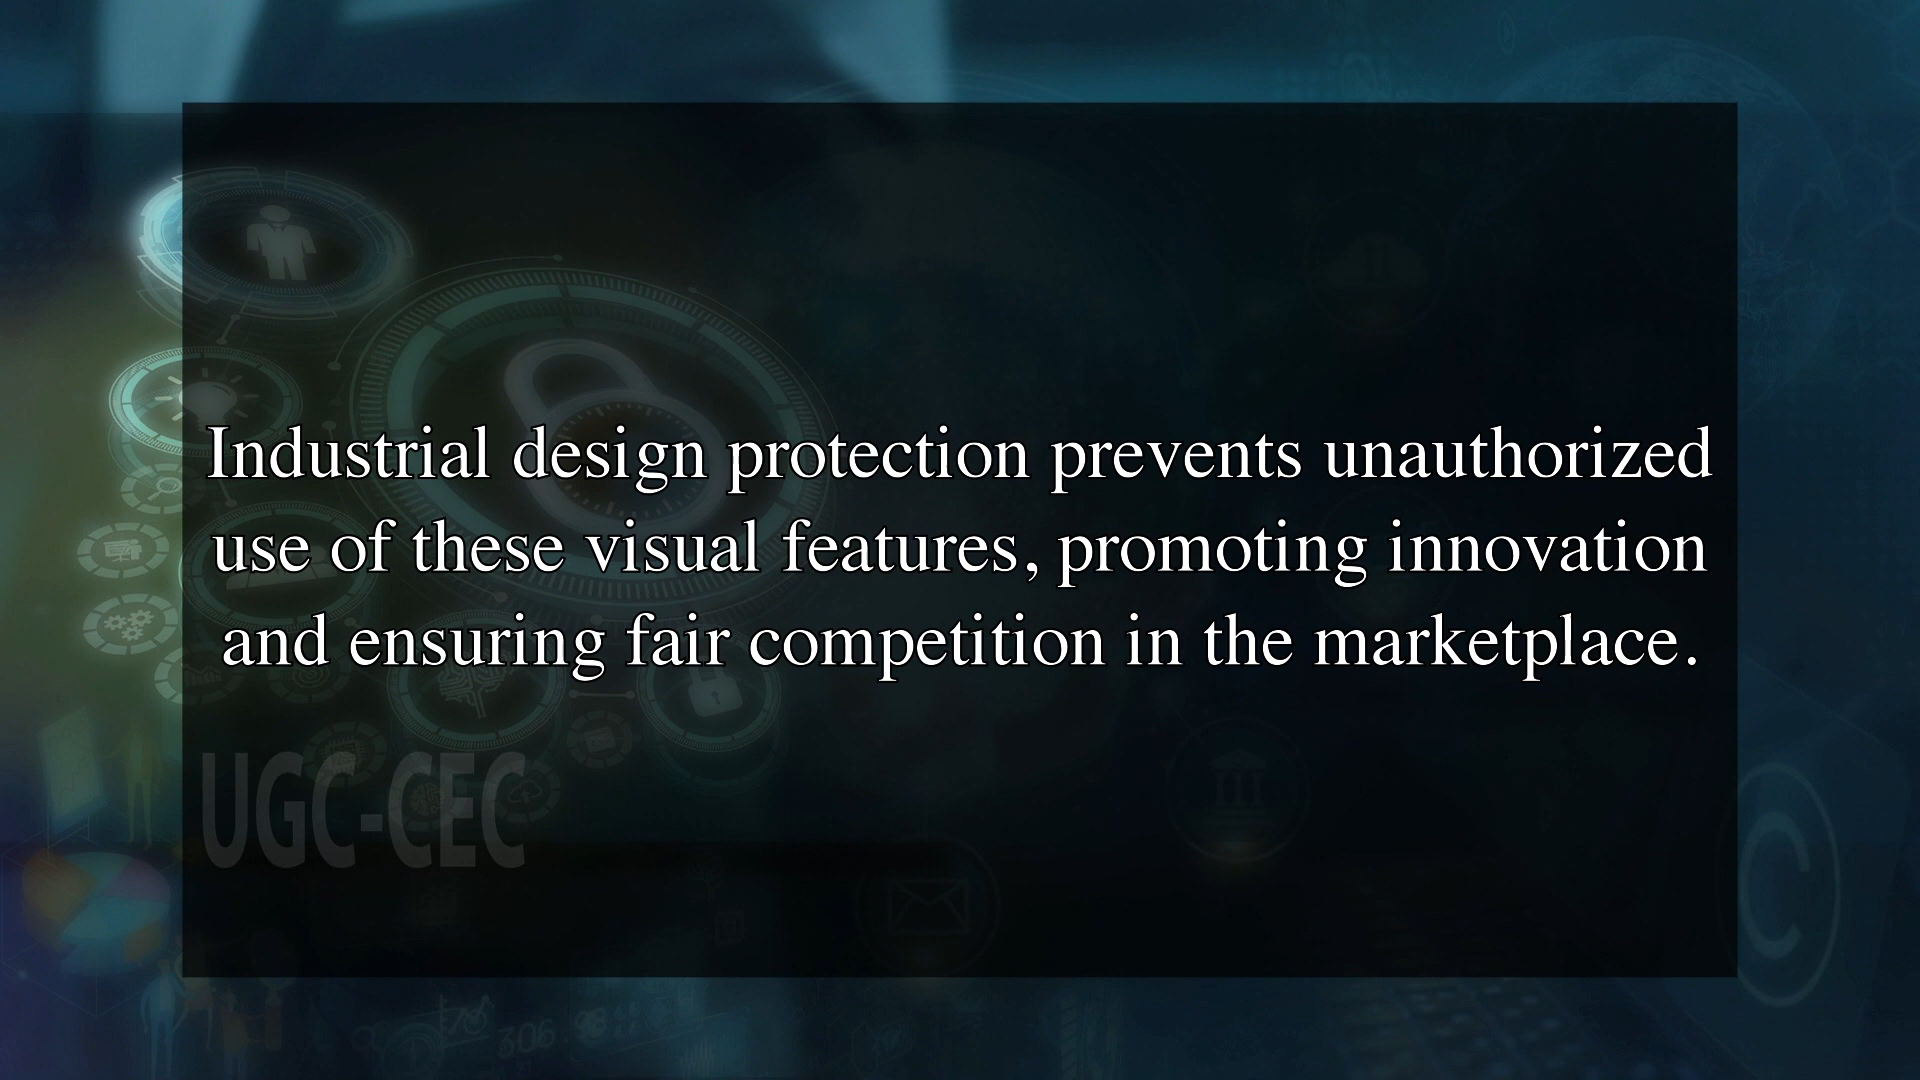 Industrial design protection prevents unauthorized
use of these visual features, promoting innovation
and ensuring fair competition in the marketplace.
UGC-CEC
306
C